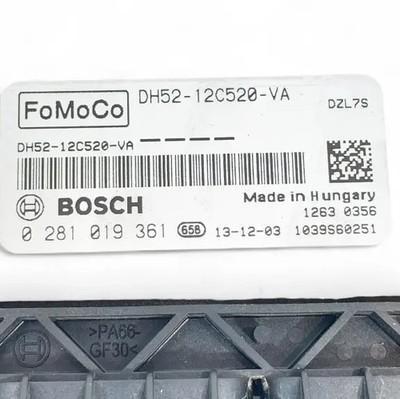 FoMoCo DH52-12C520-VA DZL7S
DH52-12C520-VA
BOSCH Made in Hungary
1263 0356
0 281 019 361 658 13-12-03 1039S60251
>PA66-
GF30<